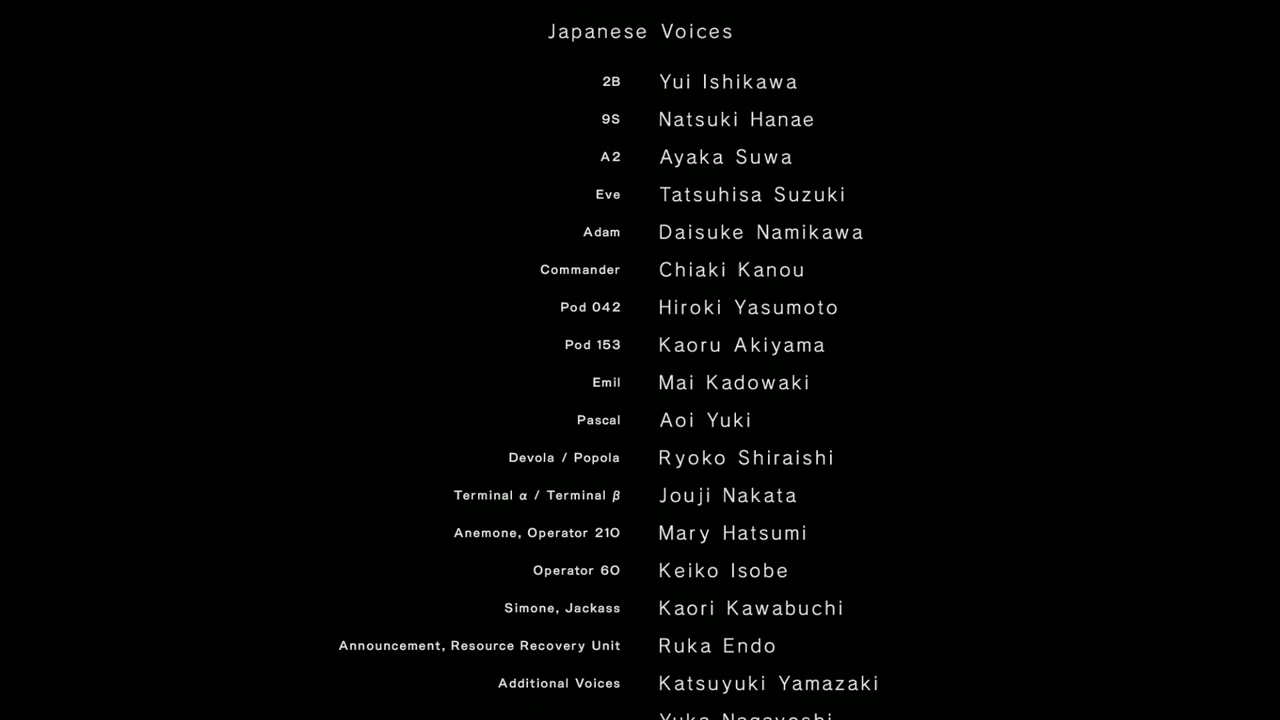 Japanese Voices
2B Yui Ishikawa
9S Natsuki Hanae
A2 Ayaka Suwa
Eve Tatsuhisa Suzuki
Adam Daisuke Namikawa
Commander Chiaki Kanou
Pod 042 Hiroki Yasumoto
Pod 153 Kaoru Akiyama
Emil Mai Kadowaki
Pascal Aoi Yuki
Devola / Popola Ryoko Shiraishi
Terminal α / Terminal β Jouji Nakata
Anemone, Operator 21O Mary Hatsumi
Operator 6O Keiko Isobe
Simone, Jackass Kaori Kawabuchi
Announcement, Resource Recovery Unit Ruka Endo
Additional Voices Katsuyuki Yamazaki